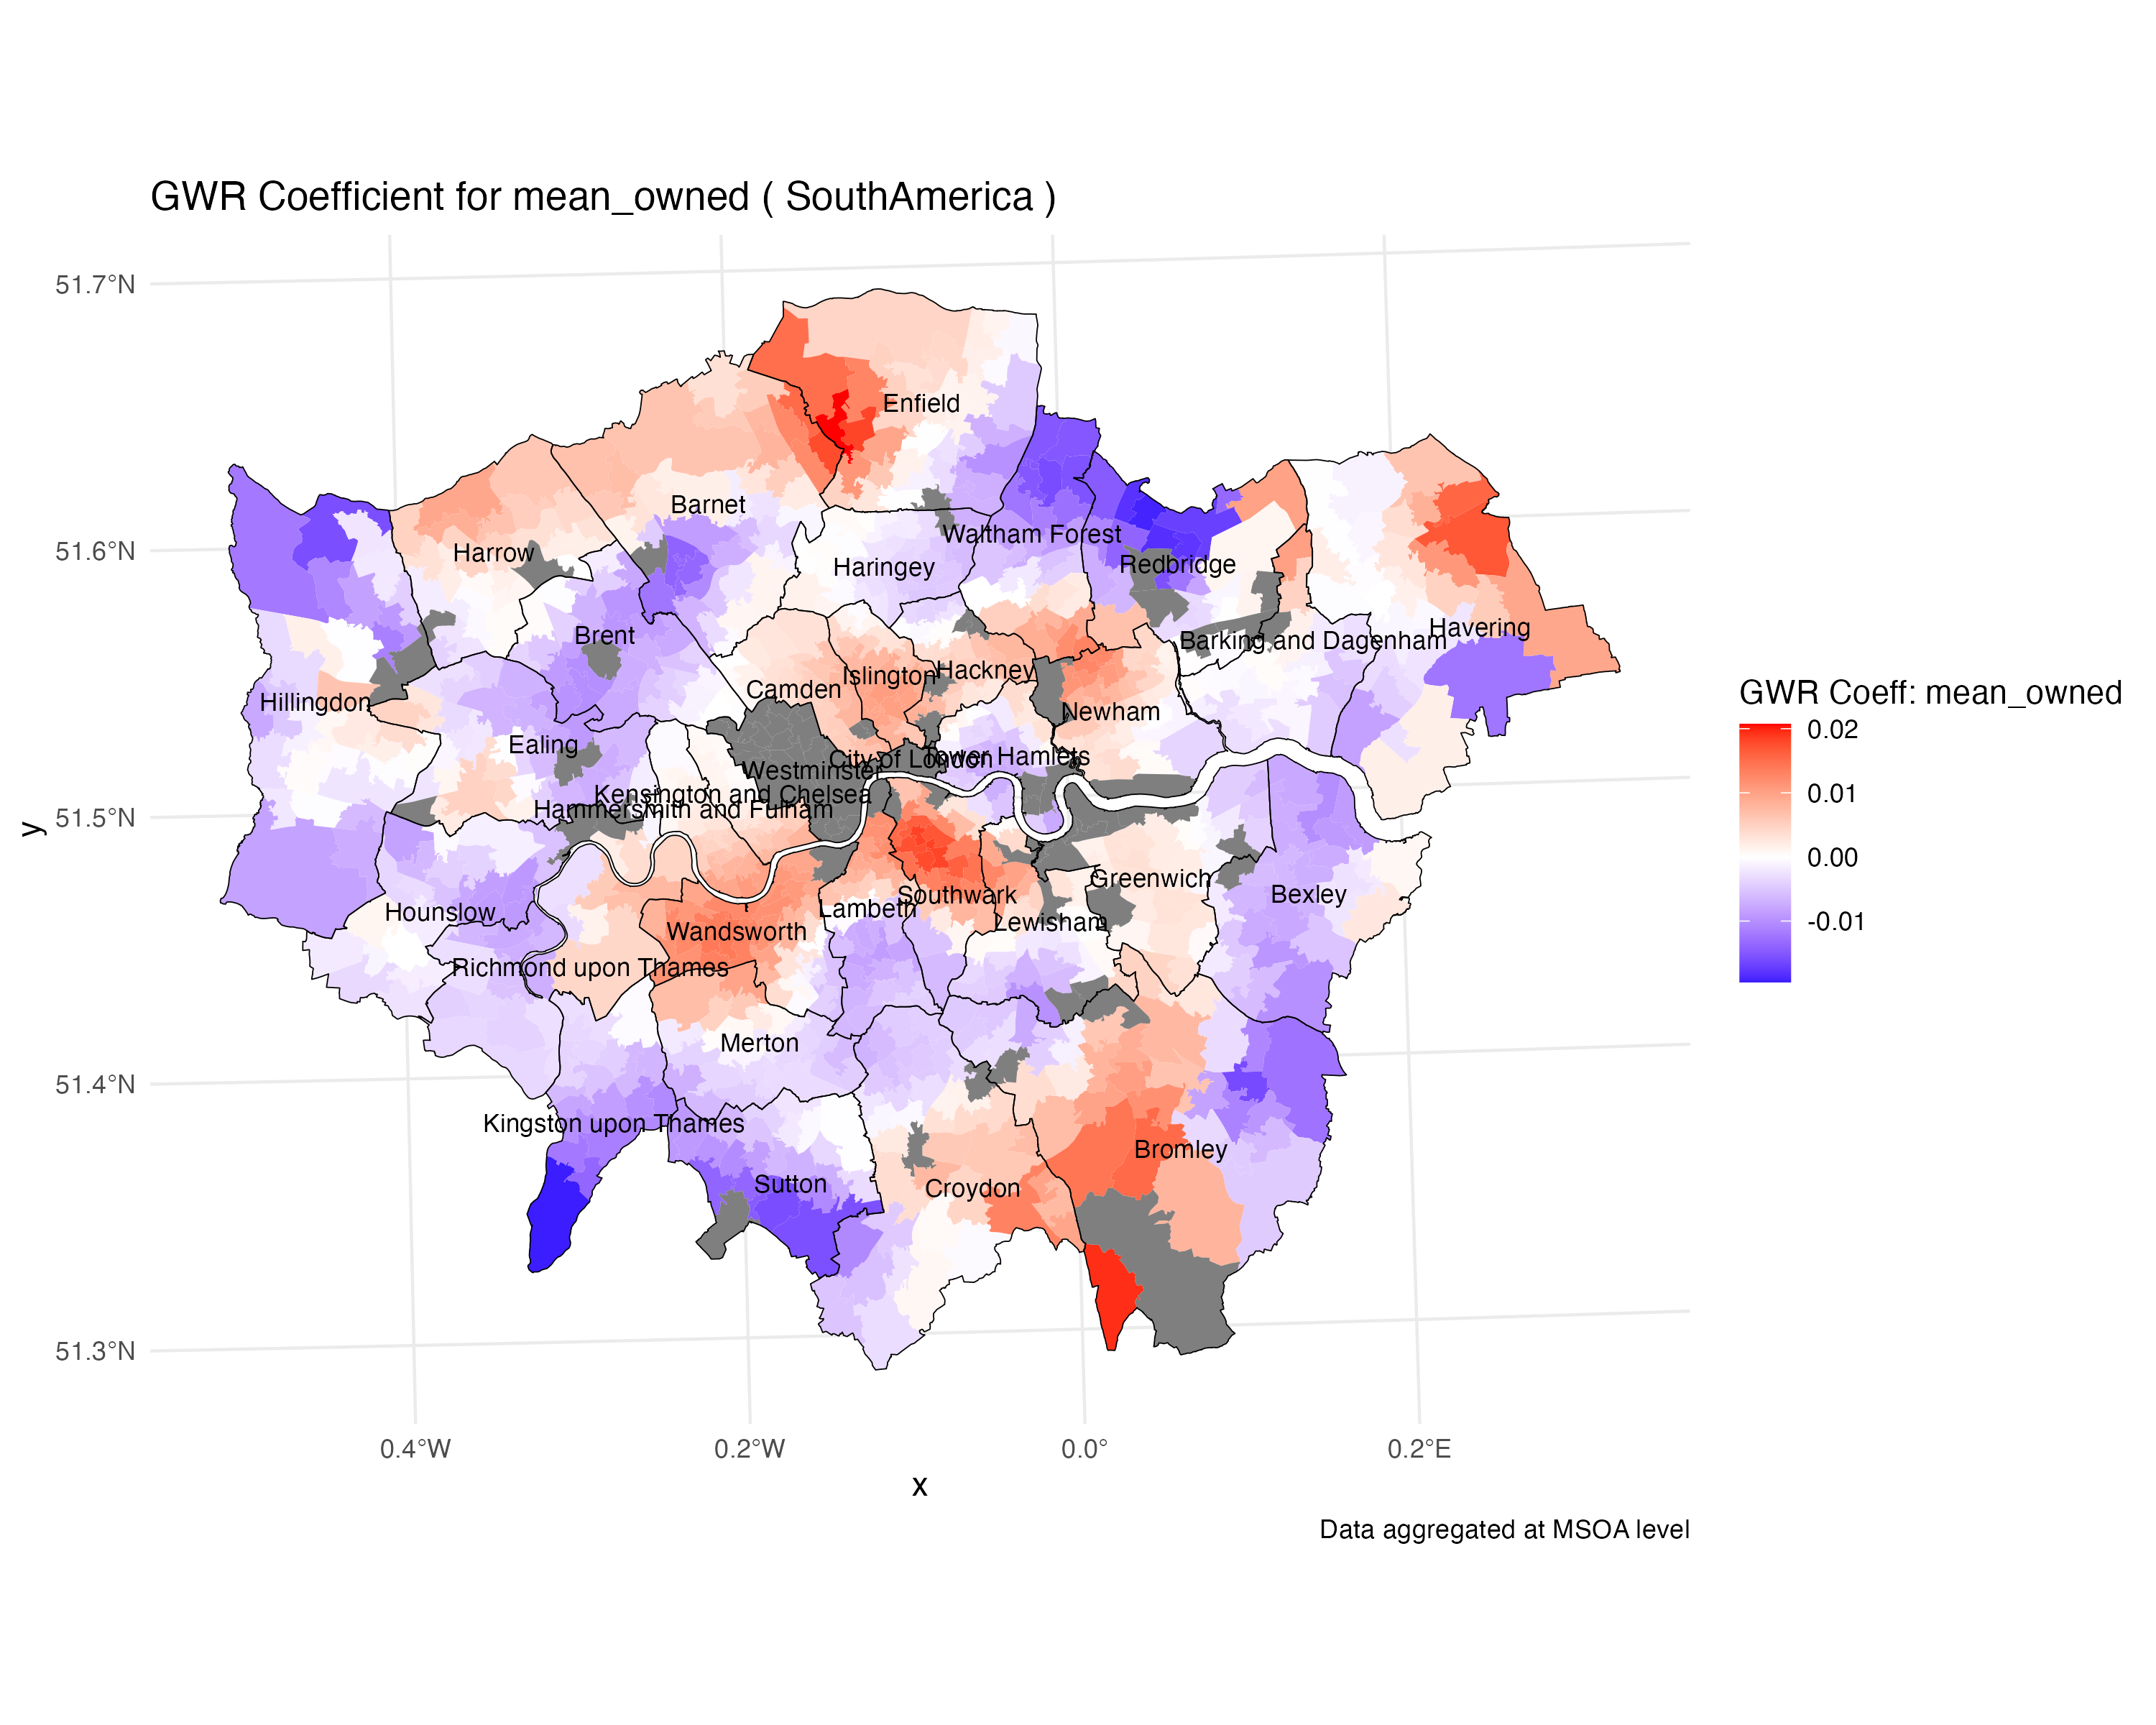 GWR Coefficient for mean_owned ( SouthAmerica )
51.7°N
51.6°N
51.5°N
51.4°N
51.3°N
y
Enfield
Barnet
Harrow
Haringey
Waltham Forest
Redbridge
Brent
Barking and Dagenham
Havering
Hillingdon
Camden
Islington
Hackney
Newham
Ealing
Westminster
City of London
Tower Hamlets
Kensington and Chelsea
Hammersmith and Fulham
Hounslow
Wandsworth
Lambeth
Southwark
Lewisham
Greenwich
Bexley
Richmond upon Thames
Merton
Kingston upon Thames
Sutton
Croydon
Bromley
0.4°W
0.2°W
0.0°
0.2°E
x
GWR Coeff: mean_owned
0.02
0.01
0.00
-0.01
Data aggregated at MSOA level